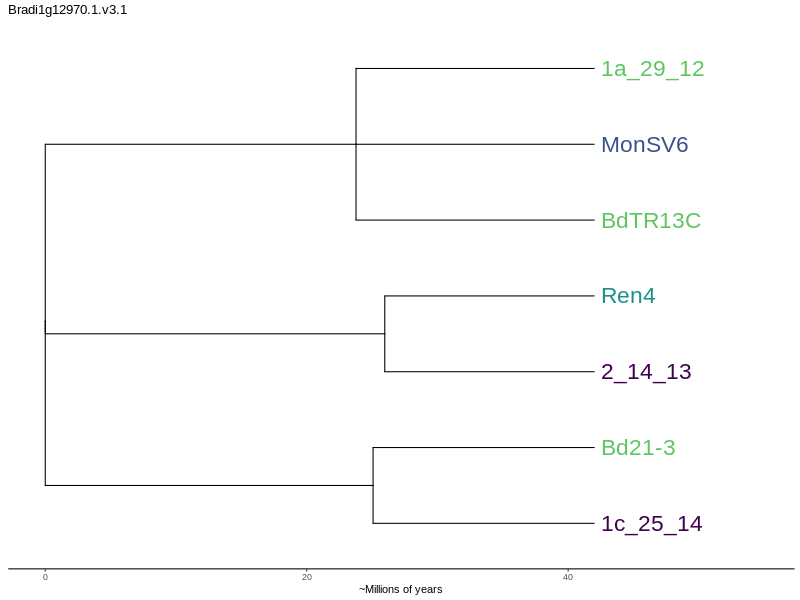 Bradi1g12970.1.v3.1
1a_29_12
MonSV6
BdTR13C
Ren4
2_14_13
Bd21-3
1c_25_14
0 20 40
~Millions of years